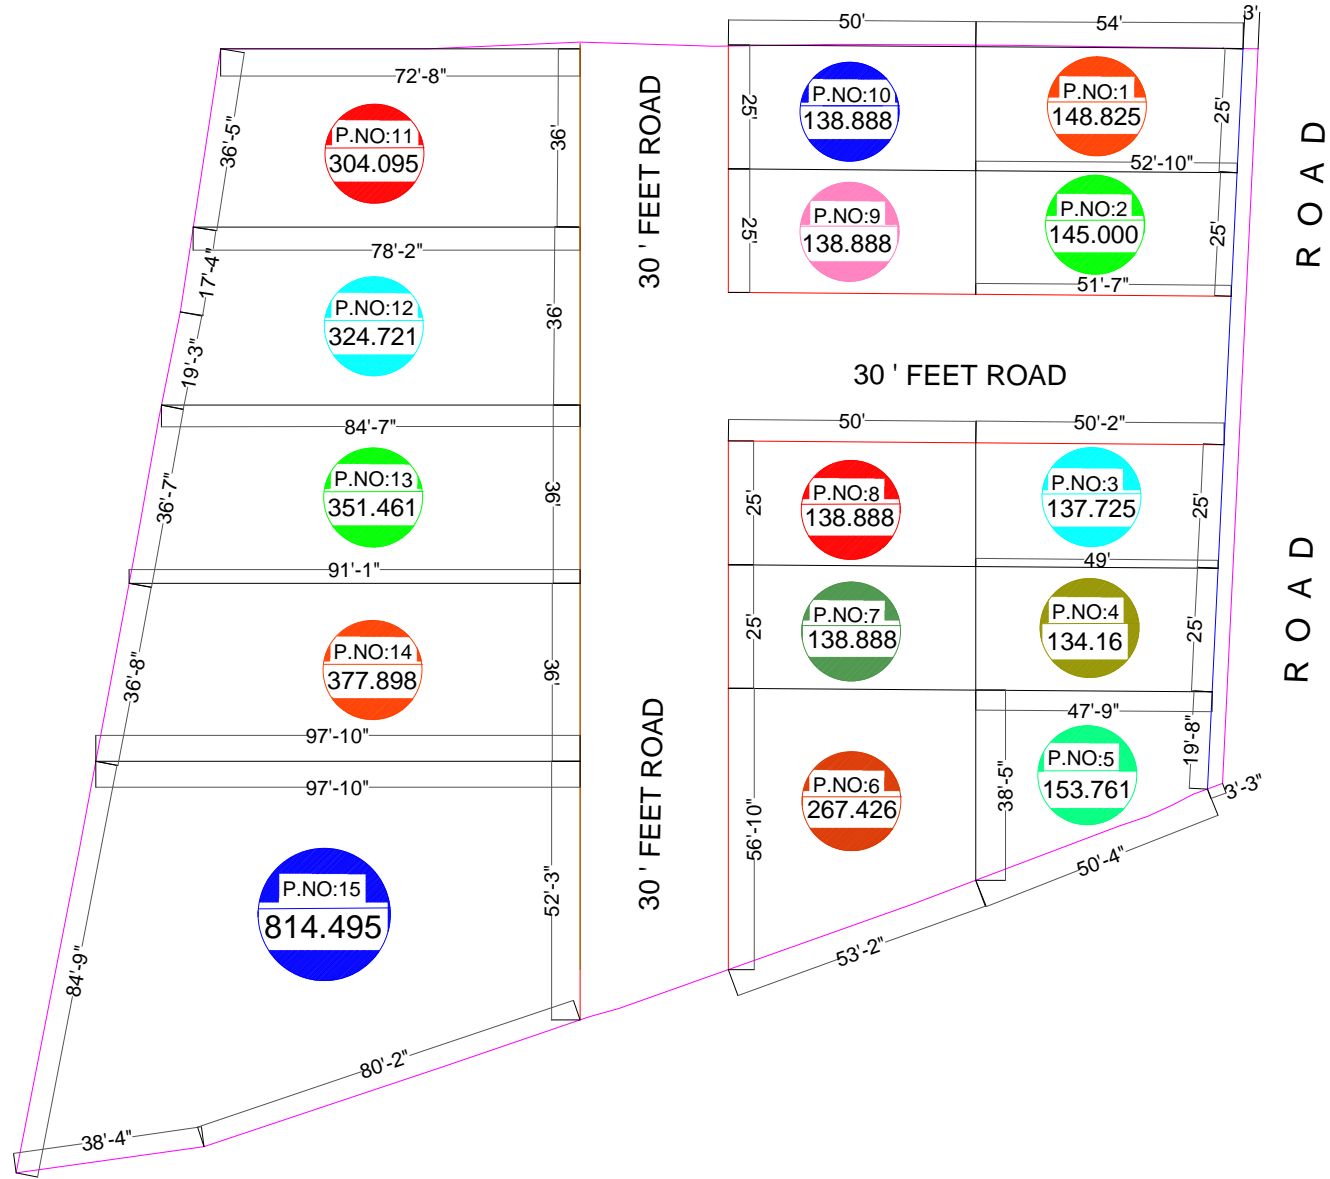 50'
54'
3'
72'-8"
36'-5"
P.NO:11
304.095
36'
30 ' FEET ROAD
25'
P.NO:10
138.888
P.NO:1
148.825
25'
52'-10"
ROAD
78'-2"
17'-4"
25'
P.NO:9
138.888
P.NO:2
145.000
25'
51'-7"
P.NO:12
324.721
36'
19'-3"
30 ' FEET ROAD
84'-7"
50'
50'-2"
P.NO:13
351.461
36'
36'-7"
25'
P.NO:8
138.888
P.NO:3
137.725
25'
49'
ROAD
91'-1"
P.NO:14
377.898
36'
36'-8"
25'
P.NO:7
138.888
P.NO:4
134.16
25'
47'-9"
97'-10"
97'-10"
30 ' FEET ROAD
P.NO:6
267.426
56'-10"
38'-5"
P.NO:5
153.761
19'-8"
3'-3"
50'-4"
53'-2"
P.NO:15
814.495
52'-3"
84'-9"
80'-2"
38'-4"